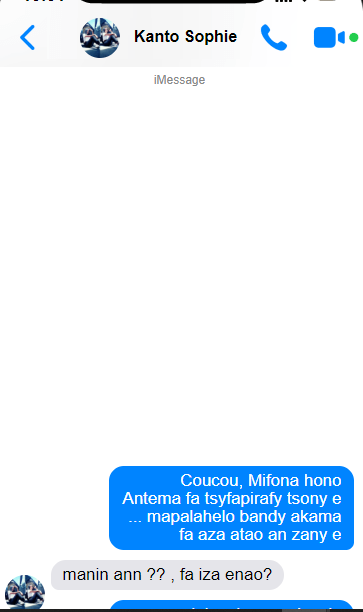 Kanto Sophie
iMessage
Coucou, Mifona hono
Antema fa tsyfapirafy tsony e
... mapalahelo bandy akama
fa aza atao an zany e
manin ann ?? , fa iza enao?